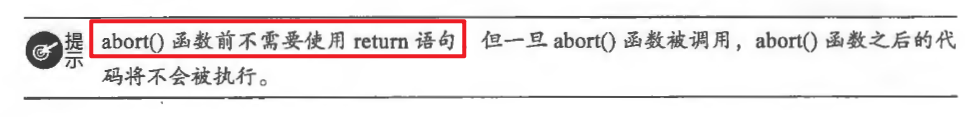 提示
abort() 函数前不需要使用 return 语句 但一旦 abort() 函数被调用，abort() 函数之后的代
码将不会被执行。